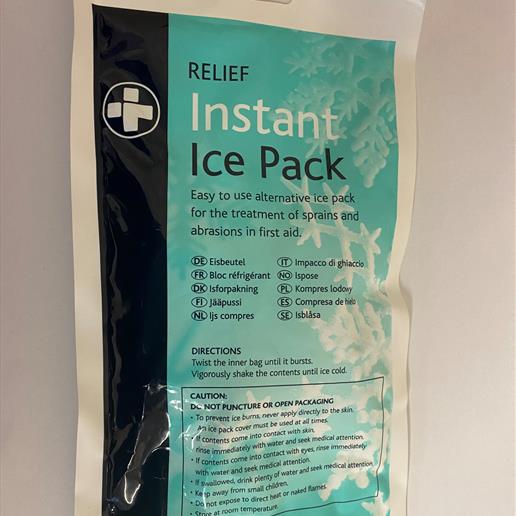 RELIEF
Instant
Ice Pack
Easy to use alternative ice pack
for the treatment of sprains and
abrasions in first aid.
DE Eisbeutel
FR Bloc réfrigérant
DK Isforpakning
FI Jääpussi
NL Ijs compres
IT Impacco di ghiaccio
NO Ispose
PL Kompres lodowy
ES Compresa de hielo
SE Isblåsa
DIRECTIONS
Twist the inner bag until it bursts.
Vigorously shake the contents until ice cold.
CAUTION:
DO NOT PUNCTURE OR OPEN PACKAGING
• To prevent ice burns, never apply directly to the skin.
An ice pack cover must be used at all times.
• If contents come into contact with skin,
rinse immediately with water and seek medical attention.
• If contents come into contact with eyes, rinse immediately
with water and seek medical attention.
• If swallowed, drink plenty of water and seek medical attention.
• Keep away from small children.
• Do not expose to direct heat or naked flames.
• Store at room temperature.